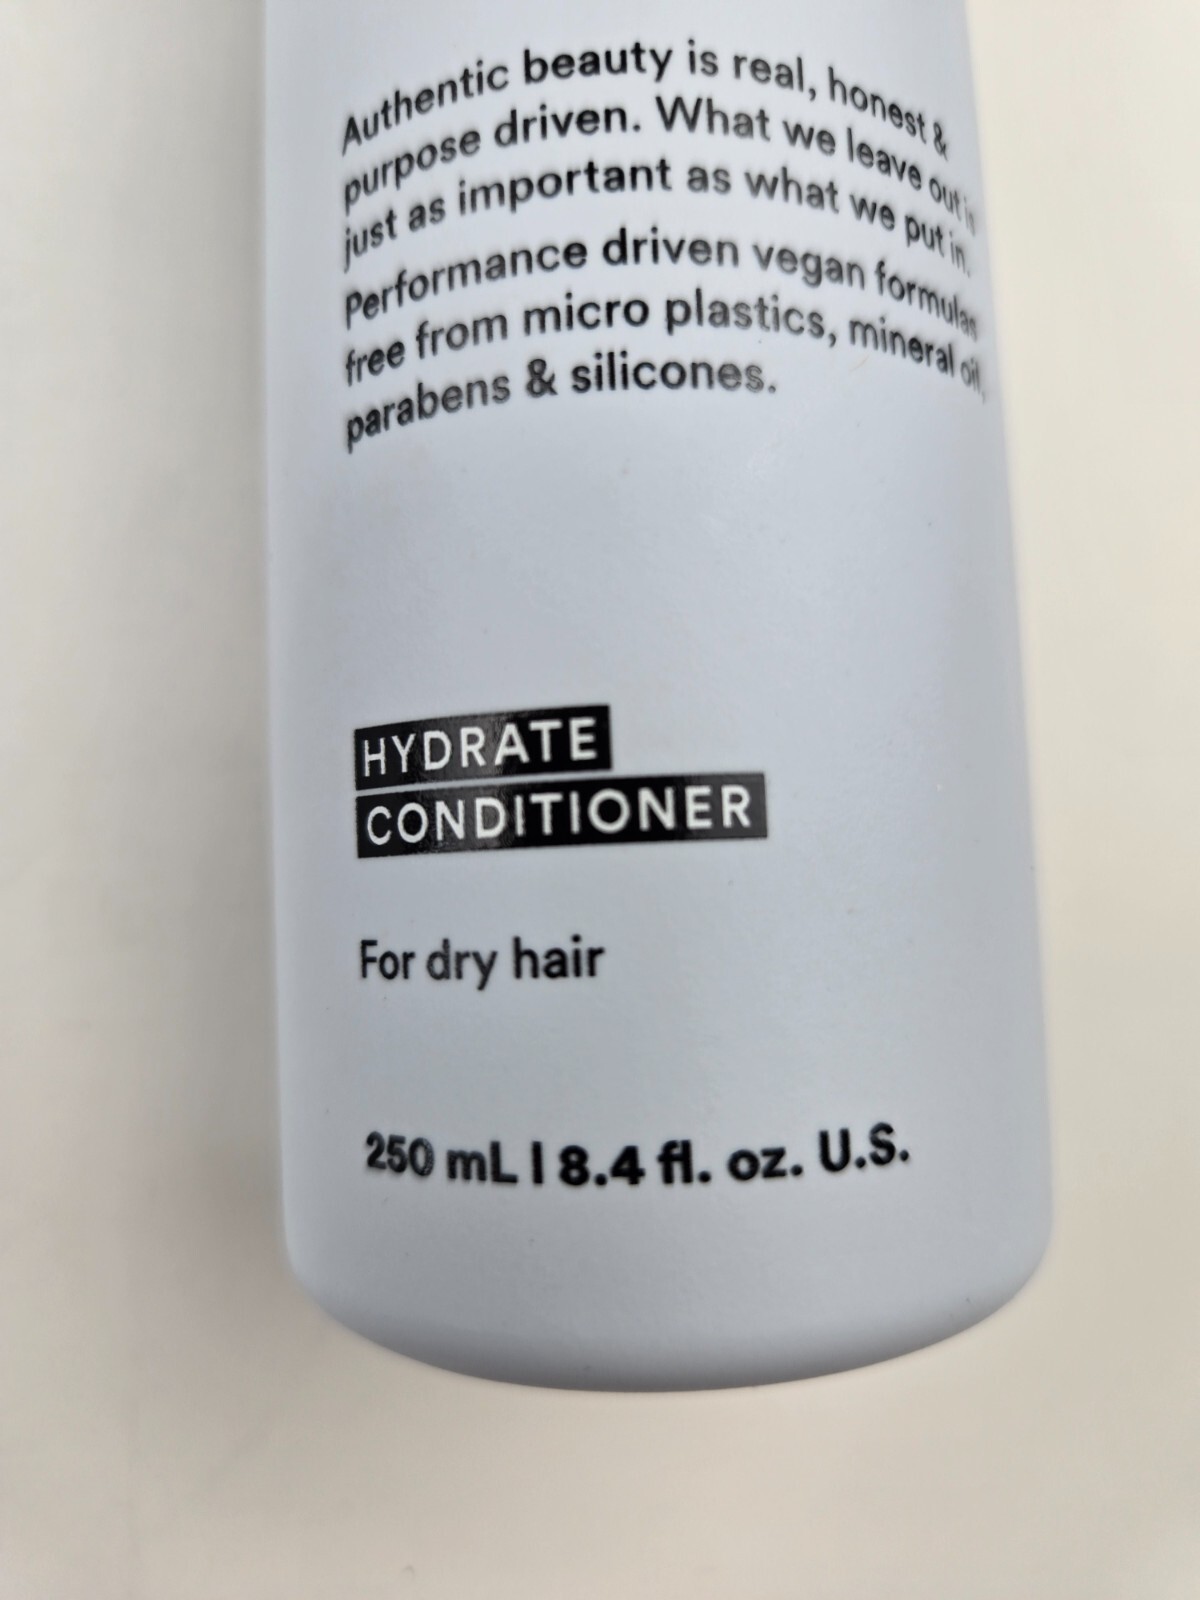 Authentic beauty is real, honest &
purpose driven. What we leave out is
just as important as what we put in.
Performance driven vegan formulas
free from micro plastics, mineral oil,
parabens & silicones.
HYDRATE
CONDITIONER
For dry hair
250 mL | 8.4 fl. oz. U.S.